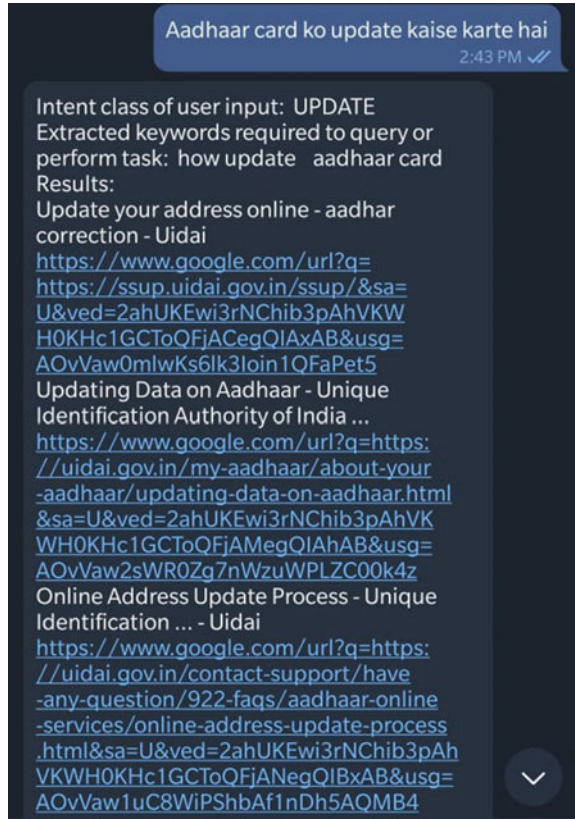 Aadhaar card ko update kaise karte hai
2:43 PM
Intent class of user input:  UPDATE
Extracted keywords required to query or
perform task:  how update   aadhaar card
Results:
Update your address online - aadhar
correction - Uidai
https://www.google.com/url?q=
https://ssup.uidai.gov.in/ssup/&sa=
U&ved=2ahUKEwi3rNChib3pAhVKW
H0KHc1GCToQFjACegQIAxAB&usg=
AOvVaw0mlwKs6lk3Ioin1QFaPet5
Updating Data on Aadhaar - Unique
Identification Authority of India ...
https://www.google.com/url?q=https:
//uidai.gov.in/my-aadhaar/about-your
-aadhaar/updating-data-on-aadhaar.html
&sa=U&ved=2ahUKEwi3rNChib3pAhVK
WH0KHc1GCToQFjAMegQIAhAB&usg=
AOvVaw2sWR0Zg7nWzuWPLZC00k4z
Online Address Update Process - Unique
Identification ... - Uidai
https://www.google.com/url?q=https:
//uidai.gov.in/contact-support/have
-any-question/922-faqs/aadhaar-online
-services/online-address-update-process
.html&sa=U&ved=2ahUKEwi3rNChib3pAh
VKWH0KHc1GCToQFjANegQIBxAB&usg=
AOvVaw1uC8WiPShbAf1nDh5AQMB4